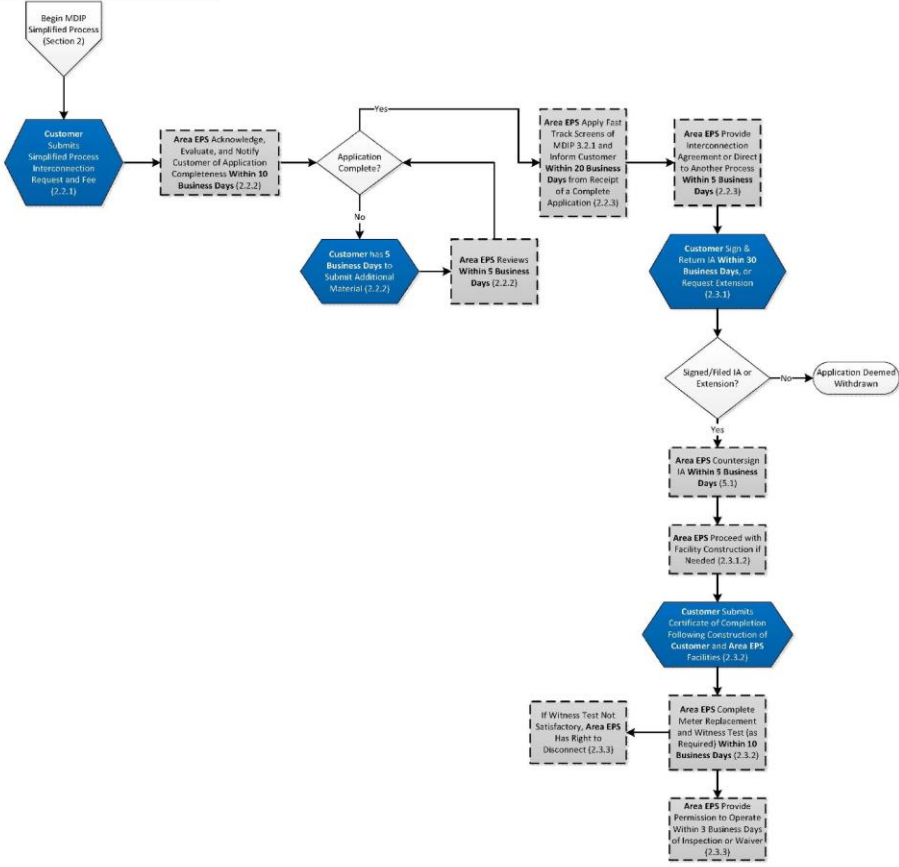 Begin MDIP
Simplified Process
(Section 2)
Customer
Submits
Simplified Process
Interconnection
Request and Fee
(2.2.1)
Area EPS Acknowledge,
Evaluate, and Notify
Customer of Application
Completeness Within 10
Business Days (2.2.2)
Application
Complete?
Yes
No
Customer has 5
Business Days to
Submit Additional
Material (2.2.2)
Area EPS Reviews
Within 5 Business
Days (2.2.2)
Area EPS Apply Fast
Track Screens of
MDIP 3.2.1 and
Inform Customer
Within 20 Business
Days from Receipt
of a Complete
Application (2.2.3)
Area EPS Provide
Interconnection
Agreement or Direct
to Another Process
Within 5 Business
Days (2.2.3)
Customer Sign &
Return IA Within 30
Business Days, or
Request Extension
(2.3.1)
Signed/Filed IA or
Extension?
No
Application Deemed
Withdrawn
Yes
Area EPS Countersign
IA Within 5 Business
Days (5.1)
Area EPS Proceed with
Facility Construction if
Needed (2.3.1.2)
Customer Submits
Certificate of Completion
Following Construction of
Customer and Area EPS
Facilities (2.3.2)
Area EPS Complete
Meter Replacement
and Witness Test (as
Required) Within 10
Business Days (2.3.2)
If Witness Test Not
Satisfactory, Area EPS
Has Right to
Disconnect (2.3.3)
Area EPS Provide
Permission to Operate
Within 3 Business Days
of Inspection or Waiver
(2.3.3)